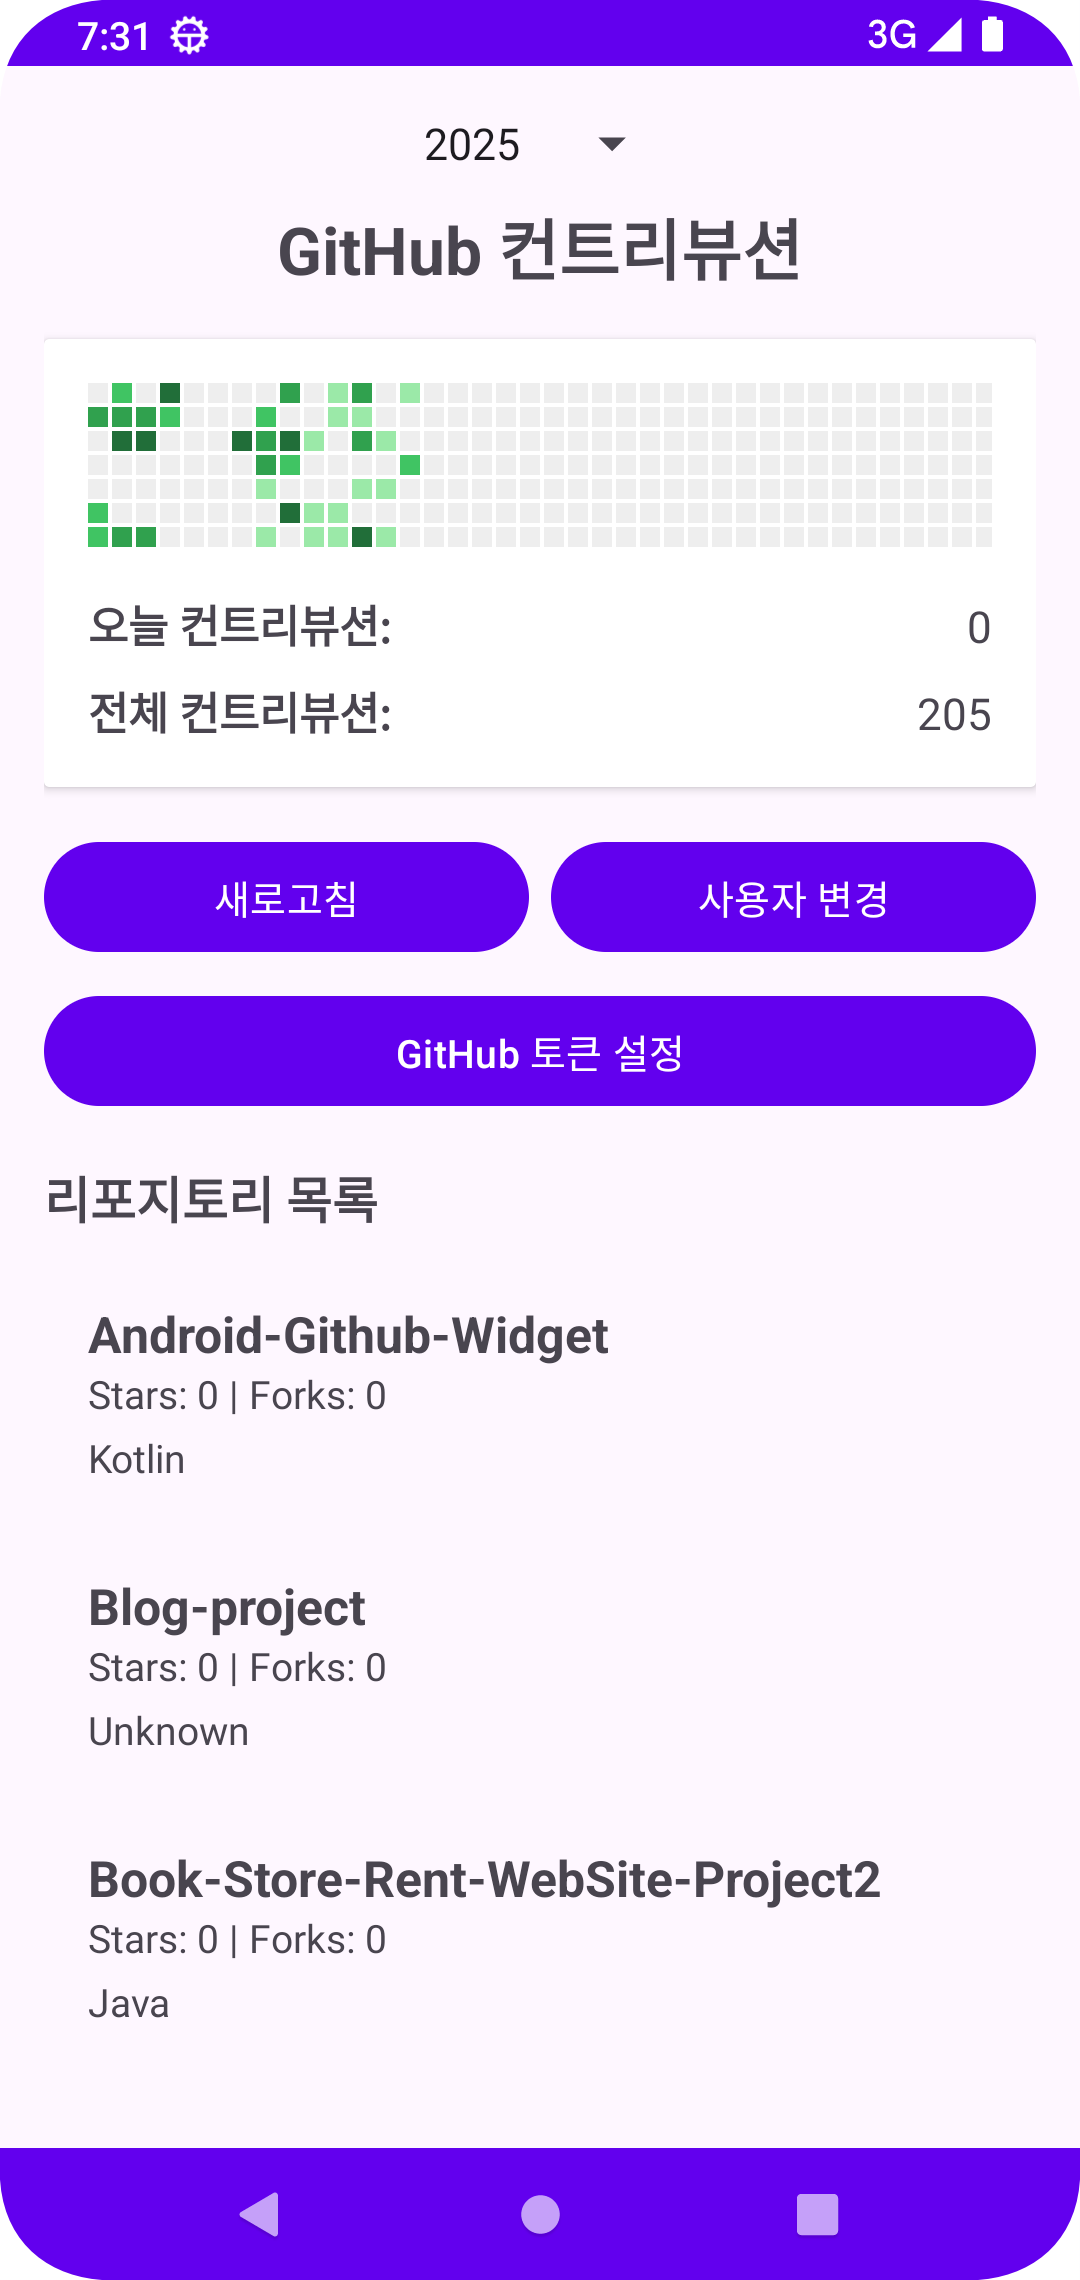 7:31
3G
2025
GitHub 컨트리뷰션
오늘 컨트리뷰션: 0
전체 컨트리뷰션: 205
새로고침
사용자 변경
GitHub 토큰 설정
리포지토리 목록
Android-Github-Widget
Stars: 0 | Forks: 0
Kotlin
Blog-project
Stars: 0 | Forks: 0
Unknown
Book-Store-Rent-WebSite-Project2
Stars: 0 | Forks: 0
Java